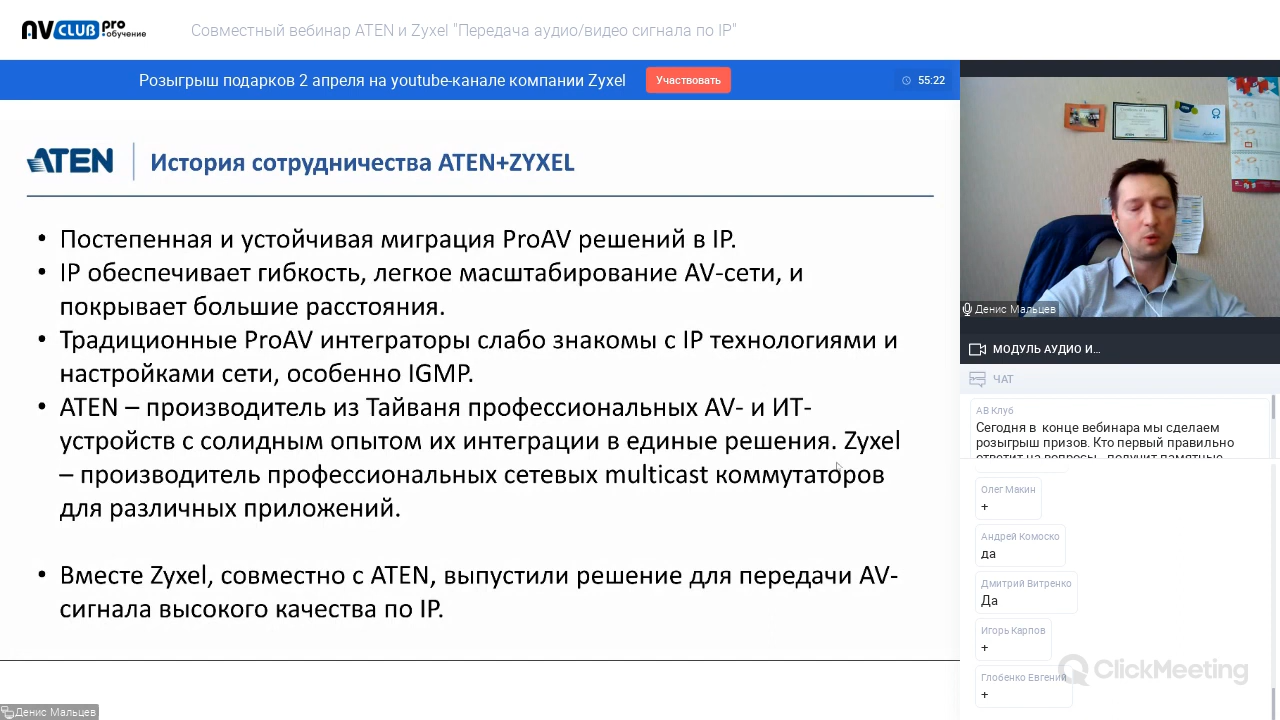 AVCLUB pro
обучение
Совместный вебинар ATEN и Zyxel "Передача аудио/видео сигнала по IP"
Розыгрыш подарков 2 апреля на youtube-канале компании Zyxel
Участвовать
55:22
ATEN
История сотрудничества ATEN+ZYXEL
• Постепенная и устойчивая миграция ProAV решений в IP.
• IP обеспечивает гибкость, легкое масштабирование AV-сети, и
покрывает большие расстояния.
• Традиционные ProAV интеграторы слабо знакомы с IP технологиями и
настройками сети, особенно IGMP.
• ATEN – производитель из Тайваня профессиональных AV- и ИТ-
устройств с солидным опытом их интеграции в единые решения. Zyxel
– производитель профессиональных сетевых multicast коммутаторов
для различных приложений.
• Вместе Zyxel, совместно с ATEN, выпустили решение для передачи AV-
сигнала высокого качества по IP.
Денис Мальцев
Денис Мальцев
МОДУЛЬ АУДИО И...
ЧАТ
АВ Клуб
Сегодня в конце вебинара мы сделаем
розыгрыш призов. Кто первый правильно
ответит на вопросы - получит памятные
Олег Макин
+
Андрей Комоско
да
Дмитрий Витренко
Да
Игорь Карпов
+
Глобенко Евгений
+
ClickMeeting